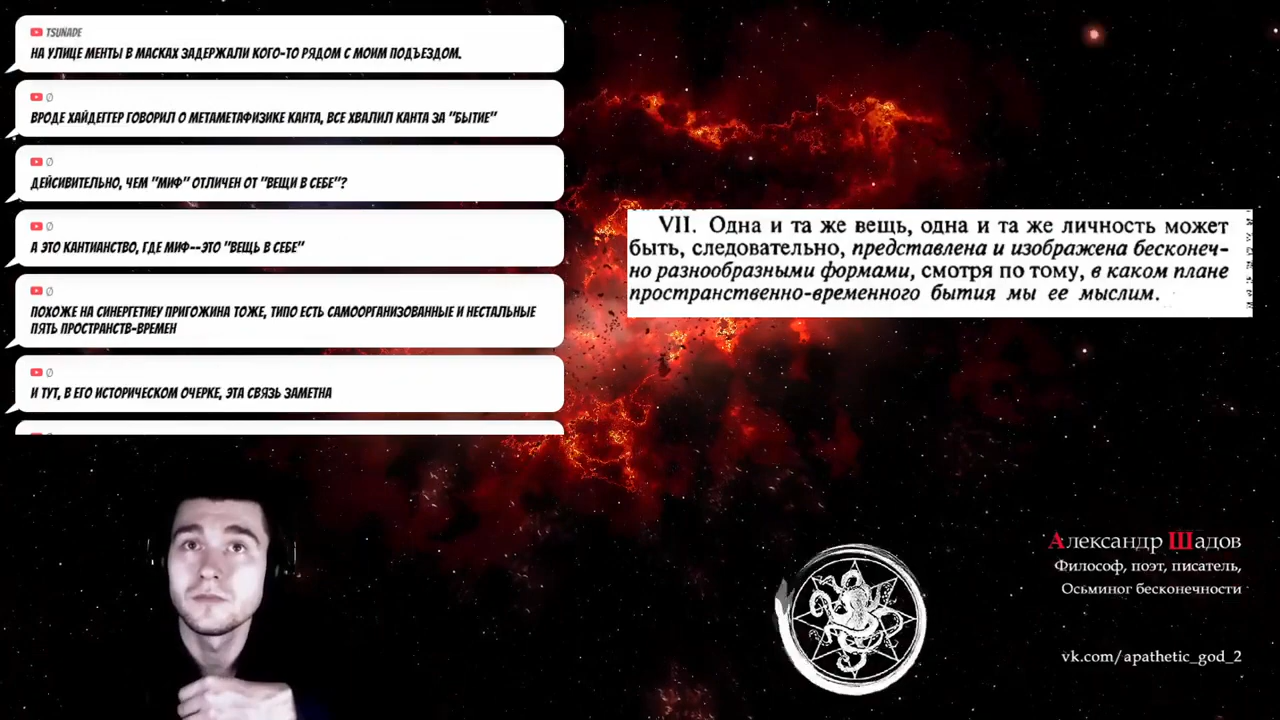 TSUNADE
НА УЛИЦЕ МЕНТЫ В МАСКАХ ЗАДЕРЖАЛИ КОГО-ТО РЯДОМ С МОИМ ПОДЪЕЗДОМ.
Ø
ВРОДЕ ХАЙДЕГГЕР ГОВОРИЛ О МЕТАМЕТАФИЗИКЕ КАНТА, ВСЕ ХВАЛИЛ КАНТА ЗА "БЫТИЕ"
Ø
ДЕЙСИВИТЕЛЬНО, ЧЕМ "МИФ" ОТЛИЧЕН ОТ "ВЕЩИ В СЕБЕ"?
Ø
А ЭТО КАНТИАНСТВО, ГДЕ МИФ--ЭТО "ВЕЩЬ В СЕБЕ"
Ø
ПОХОЖЕ НА СИНЕРГЕТИЕУ ПРИГОЖИНА ТОЖЕ, ТИПО ЕСТЬ САМООРГАНИЗОВАННЫЕ И НЕСТАЛЬНЫЕ
ПЯТЬ ПРОСТРАНСТВ-ВРЕМЕН
Ø
И ТУТ, В ЕГО ИСТОРИЧЕСКОМ ОЧЕРКЕ, ЭТА СВЯЗЬ ЗАМЕТНА
VII. Одна и та же вещь, одна и та же личность может
быть, следовательно, представлена и изображена бесконеч-
но разнообразными формами, смотря по тому, в каком плане
пространственно-временного бытия мы ее мыслим.
Александр Шадов
Философ, поэт, писатель,
Осьминог бесконечности
vk.com/apathetic_god_2